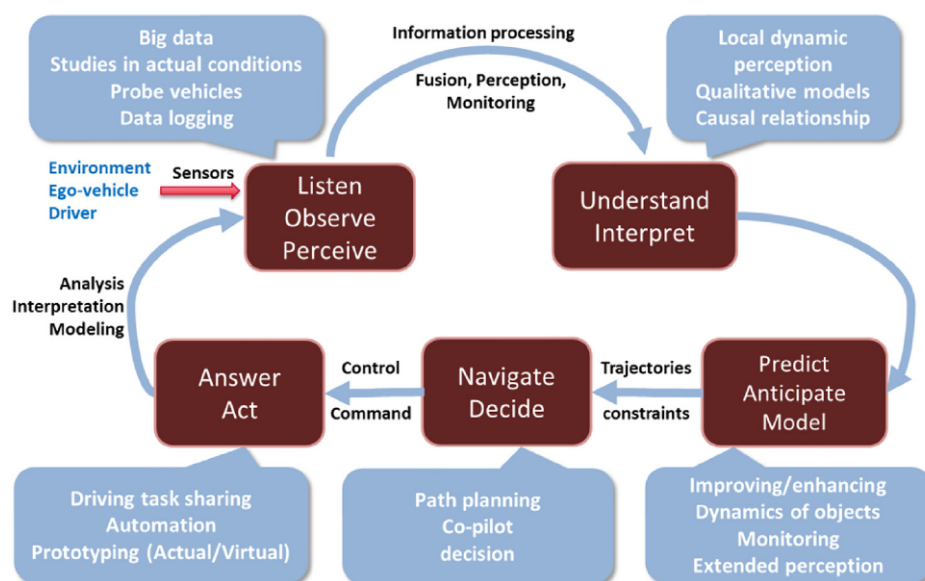 Big data
Studies in actual conditions
Probe vehicles
Data logging
Information processing
Fusion, Perception,
Monitoring
Local dynamic
perception
Qualitative models
Causal relationship
Environment
Ego-vehicle
Driver
Sensors
Listen
Observe
Perceive
Understand
Interpret
Analysis
Interpretation
Modeling
Answer
Act
Control
Command
Navigate
Decide
Trajectories
constraints
Predict
Anticipate
Model
Driving task sharing
Automation
Prototyping (Actual/Virtual)
Path planning
Co-pilot
decision
Improving/enhancing
Dynamics of objects
Monitoring
Extended perception